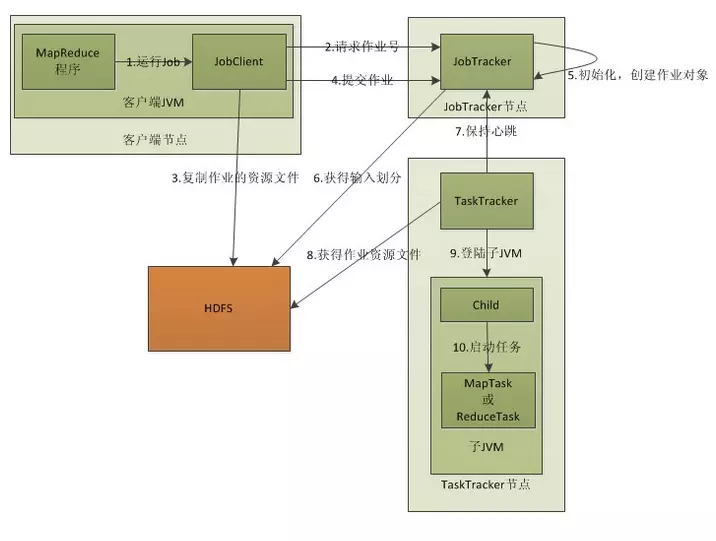 MapReduce
程序
1.运行Job
JobClient
客户端JVM
客户端节点
2.请求作业号
4.提交作业
JobTracker
JobTracker节点
5.初始化，创建作业对象
3.复制作业的资源文件
6.获得输入划分
7.保持心跳
TaskTracker
8.获得作业资源文件
9.登陆子JVM
HDFS
Child
10.启动任务
MapTask
或
ReduceTask
子JVM
TaskTracker节点